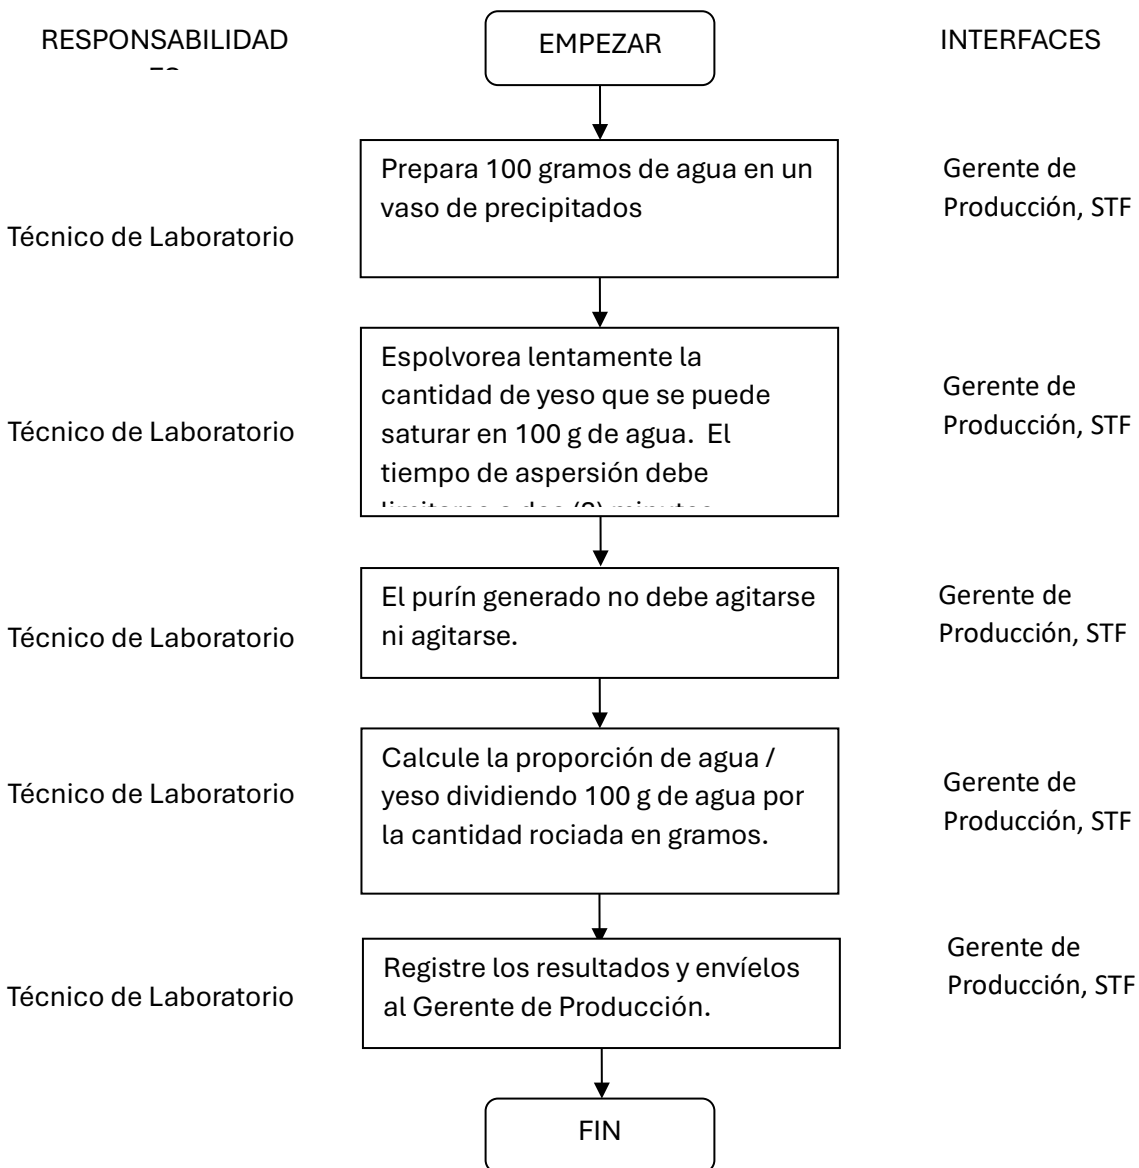 RESPONSABILIDAD
EMPEZAR
INTERFACES
Prepara 100 gramos de agua en un
vaso de precipitados
Técnico de Laboratorio
Gerente de
Producción, STF
Espolvorea lentamente la
cantidad de yeso que se puede
saturar en 100 g de agua.  El
tiempo de aspersión debe
Técnico de Laboratorio
Gerente de
Producción, STF
El purín generado no debe agitarse
ni agitarse.
Técnico de Laboratorio
Gerente de
Producción, STF
Calcule la proporción de agua /
yeso dividiendo 100 g de agua por
la cantidad rociada en gramos.
Técnico de Laboratorio
Gerente de
Producción, STF
Registre los resultados y envíelos
al Gerente de Producción.
Técnico de Laboratorio
Gerente de
Producción, STF
FIN